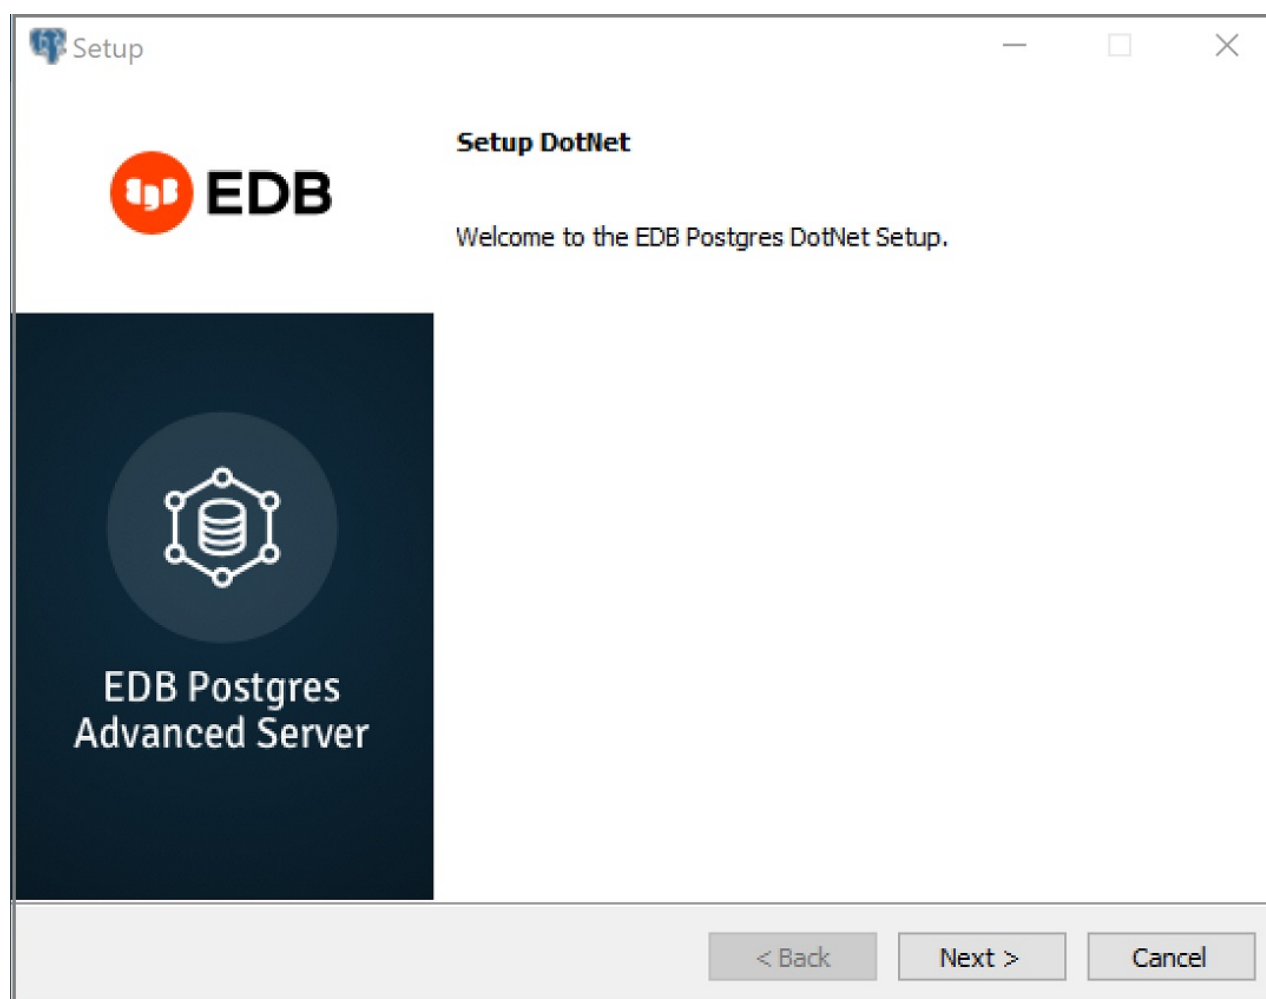 Setup
EDB
Setup DotNet
Welcome to the EDB Postgres DotNet Setup.
EDB Postgres
Advanced Server
< Back
Next >
Cancel